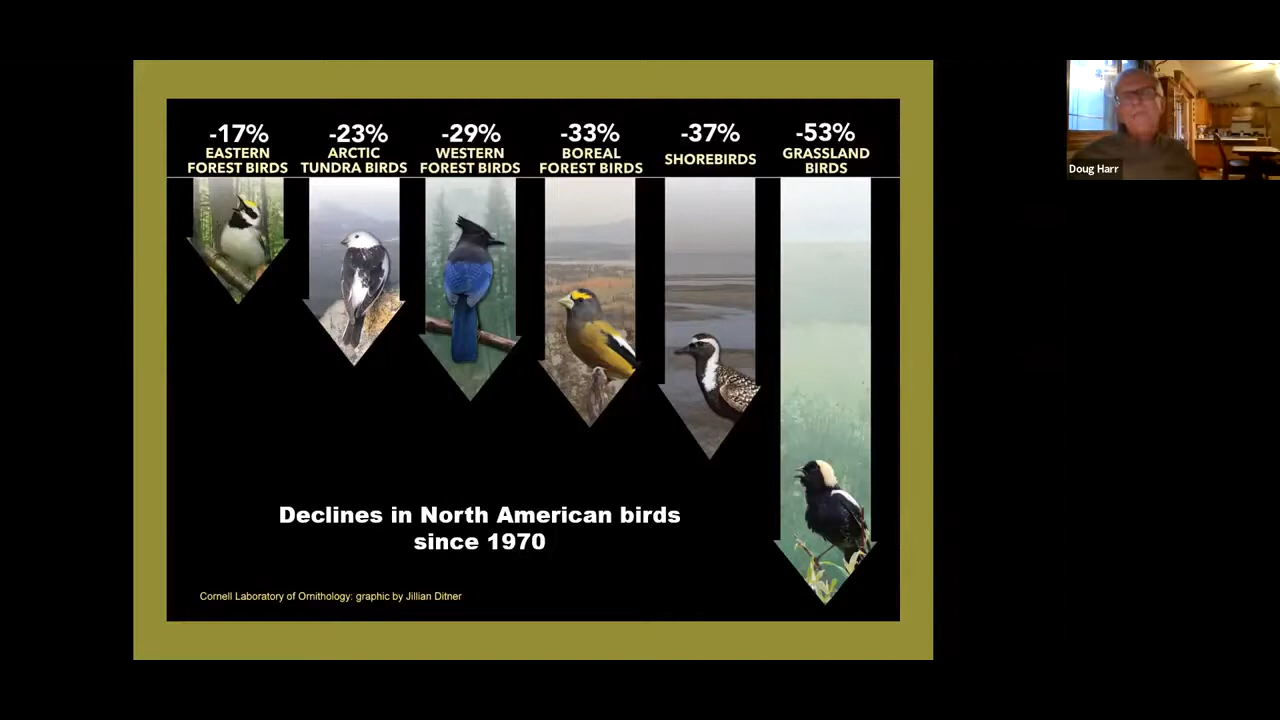 -17%
EASTERN
FOREST BIRDS
-23%
ARCTIC
TUNDRA BIRDS
-29%
WESTERN
FOREST BIRDS
-33%
BOREAL
FOREST BIRDS
-37%
SHOREBIRDS
-53%
GRASSLAND
BIRDS
Declines in North American birds
since 1970
Cornell Laboratory of Ornithology: graphic by Jillian Ditner
Doug Harr